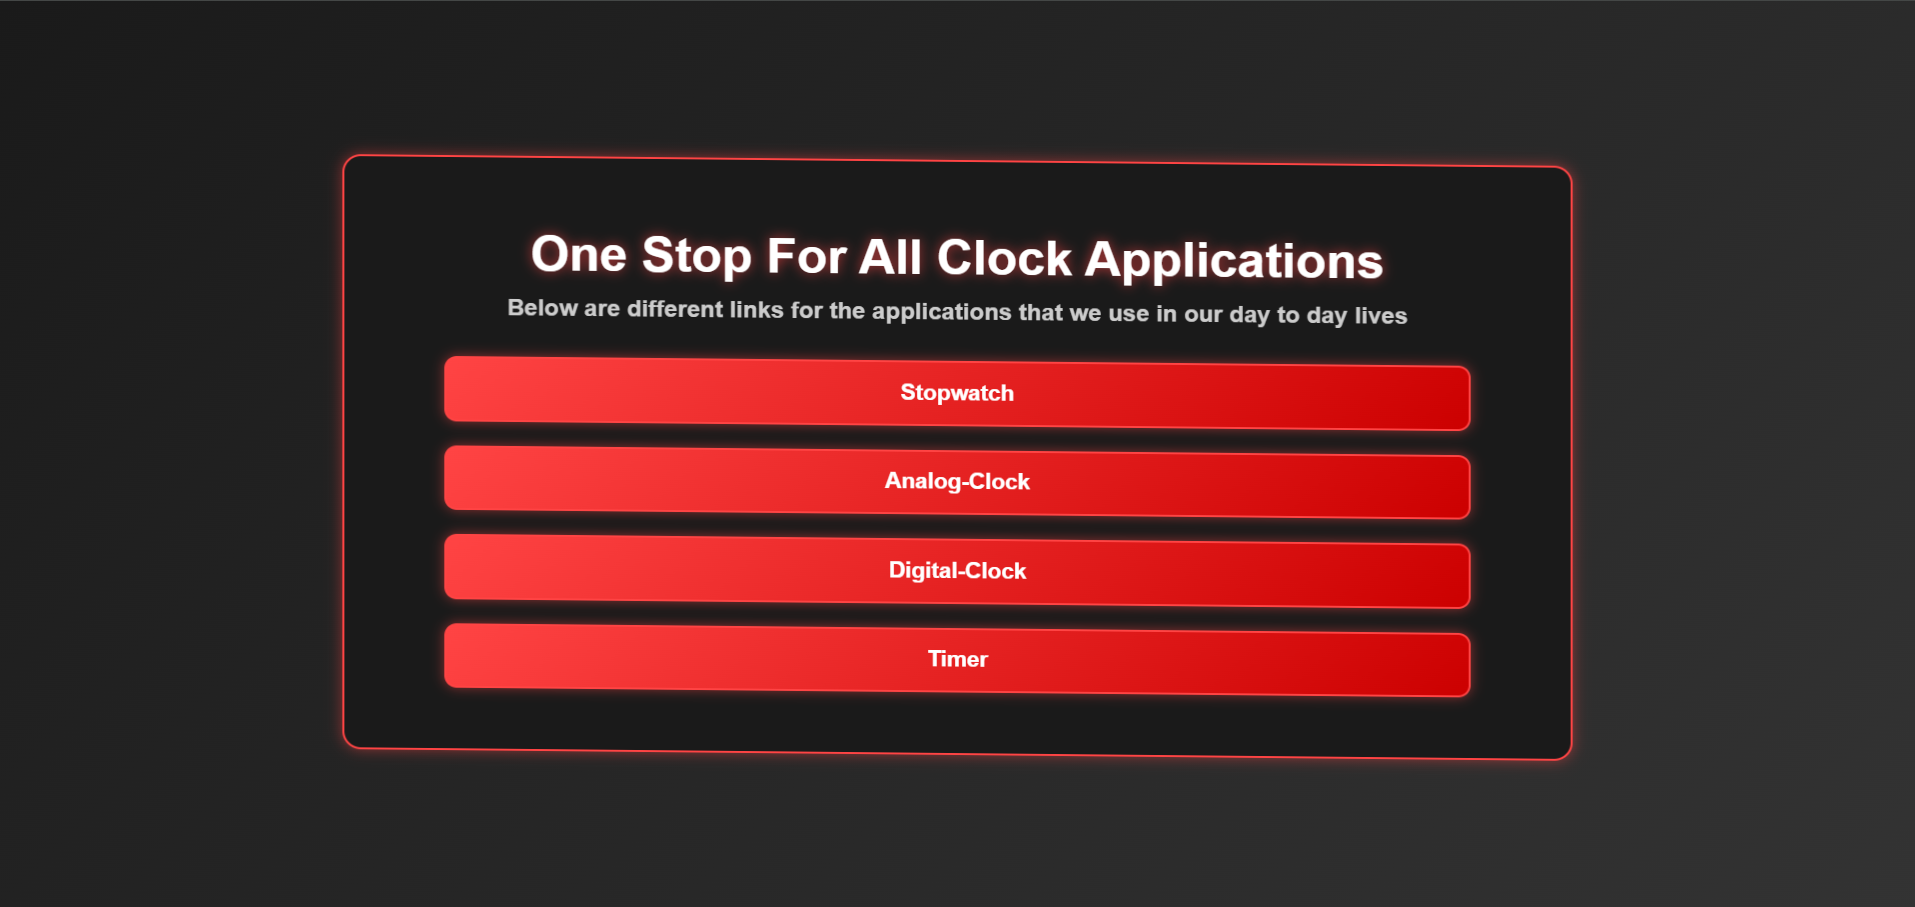 One Stop For All Clock Applications
Below are different links for the applications that we use in our day to day lives
Stopwatch
Analog-Clock
Digital-Clock
Timer